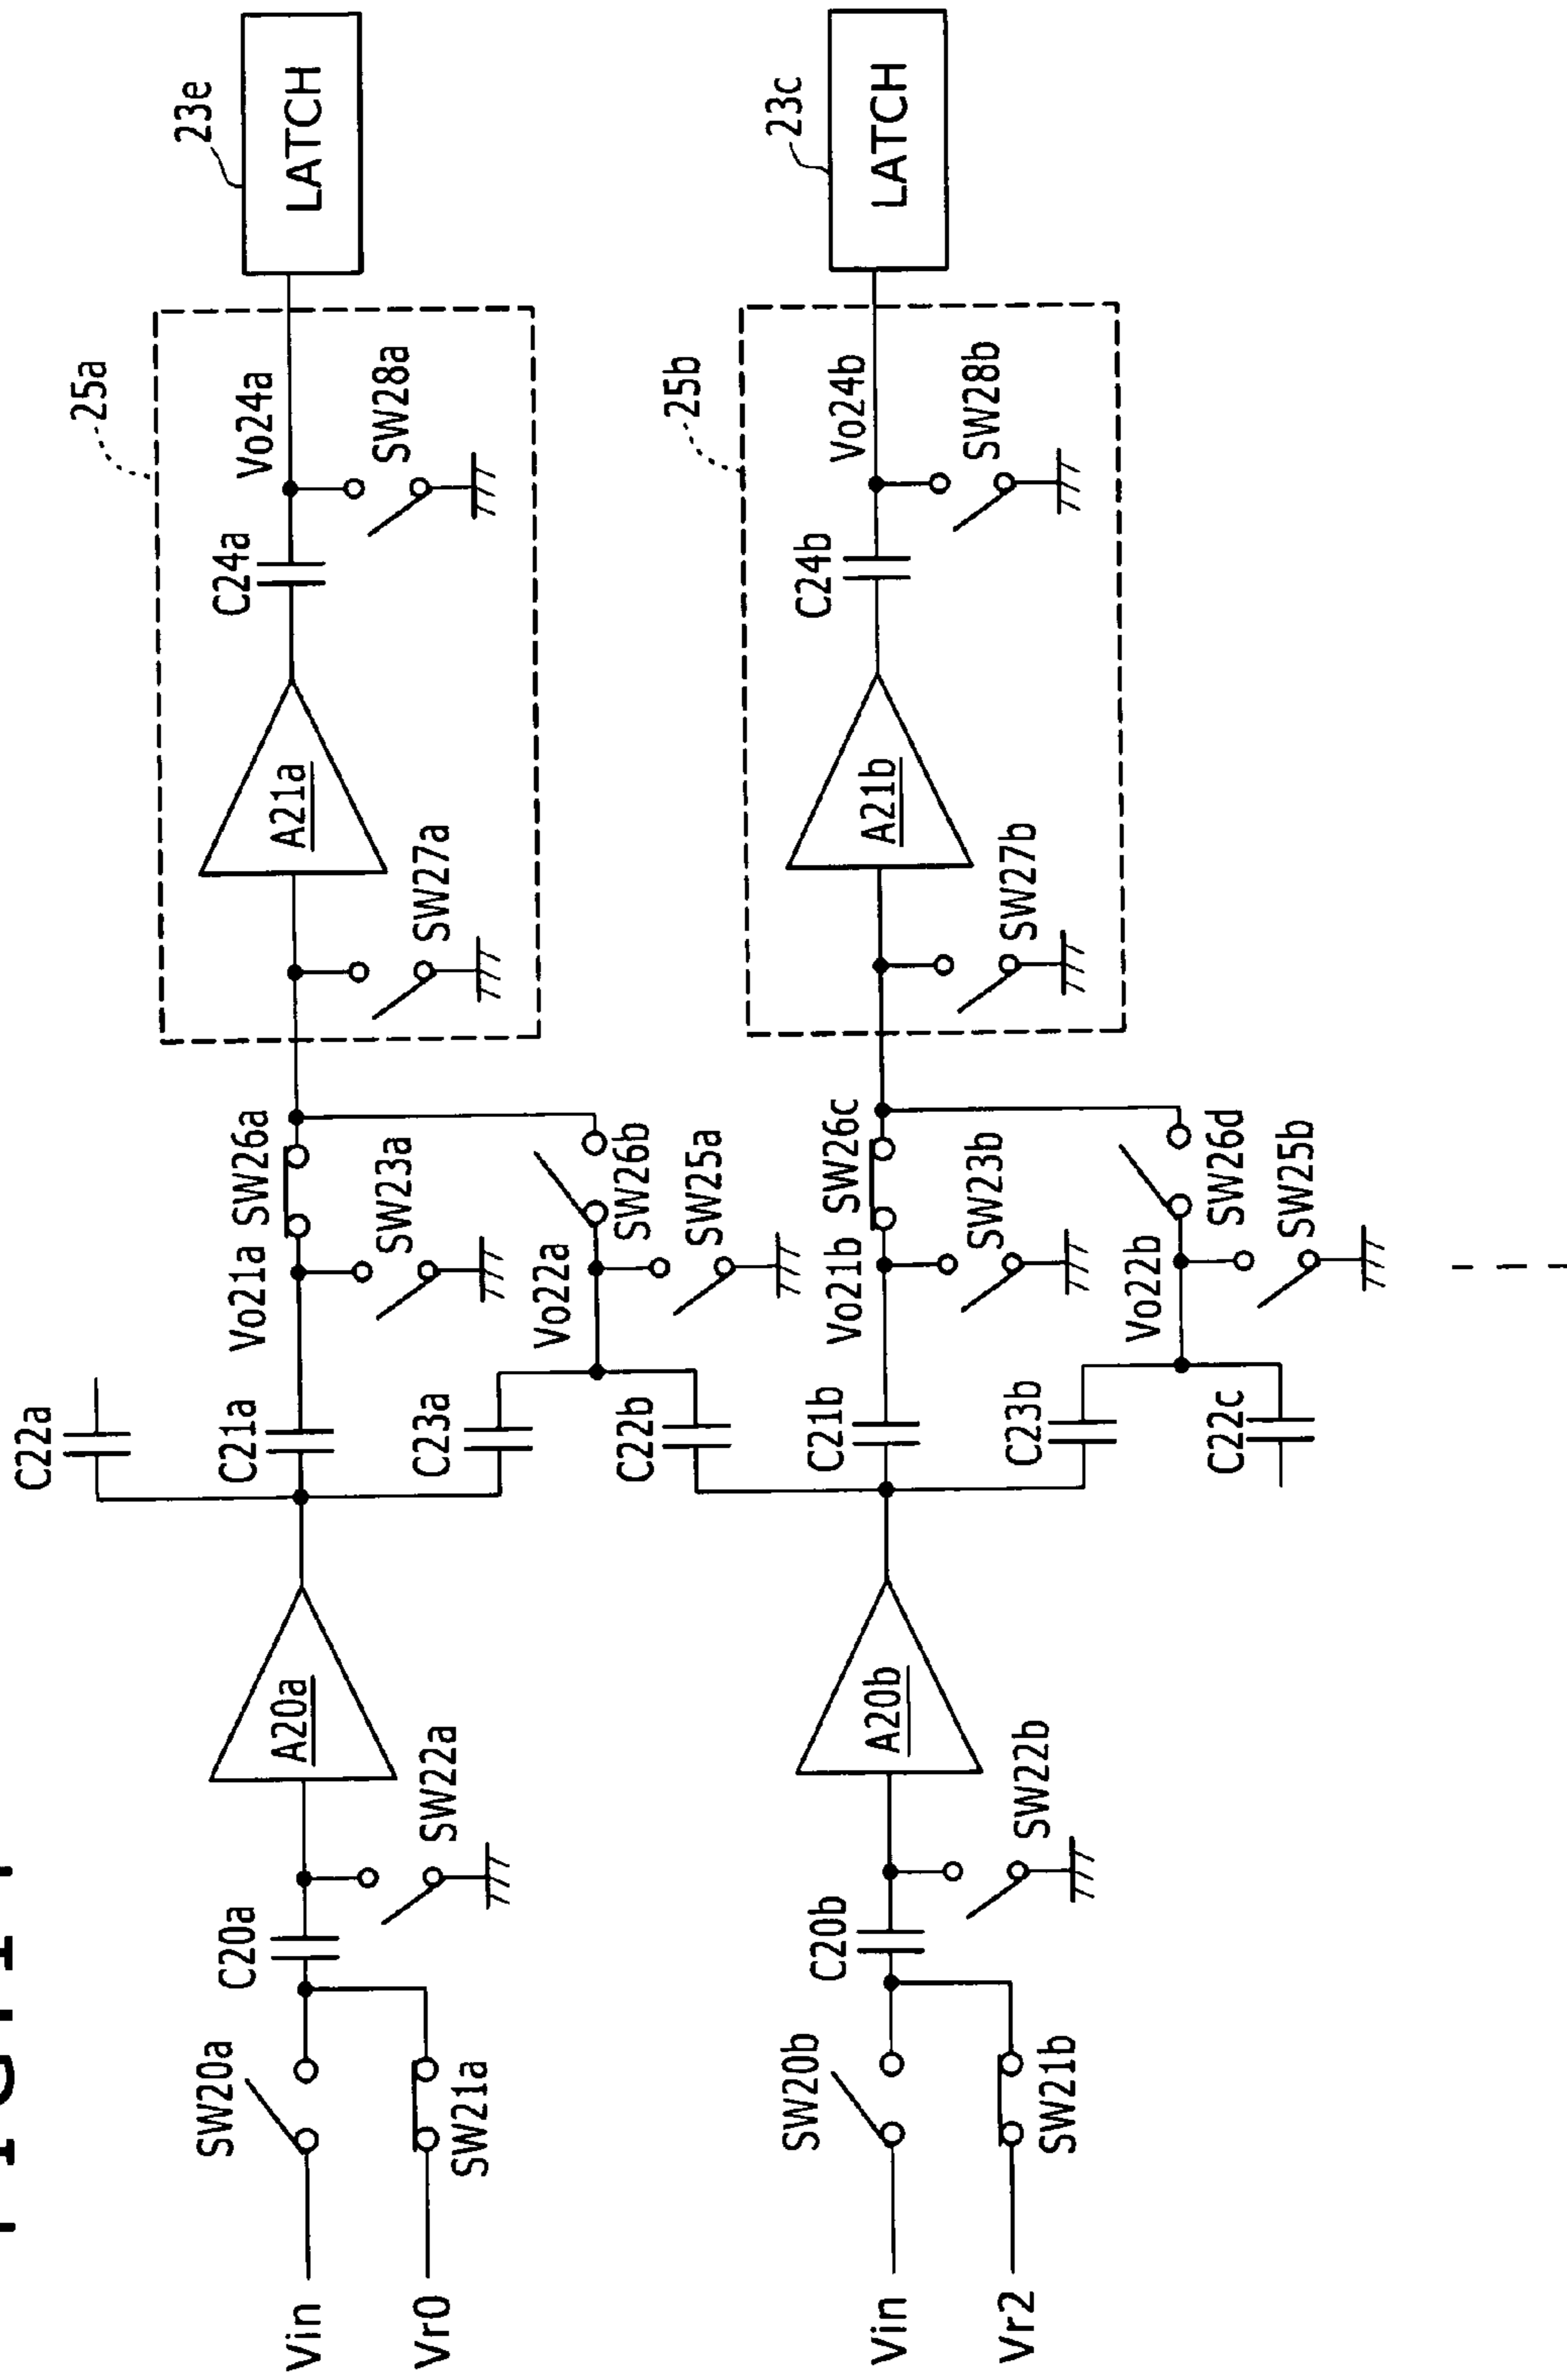 Vin
SW20a
Vr0
SW21a
C20a
SW22a
A20a
C22a
C21a
Vo21a
SW26a
SW23a
C23a
C22b
Vo22a
SW26b
SW25a
25a
SW27a
A21a
C24a
Vo24a
SW28a
23e
LATCH
Vin
SW20b
Vr2
SW21b
C20b
SW22b
A20b
C21b
Vo21b
SW26c
SW23b
C23b
C22c
Vo22b
SW26d
SW25b
25b
SW27b
A21b
C24b
Vo24b
SW28b
23c
LATCH